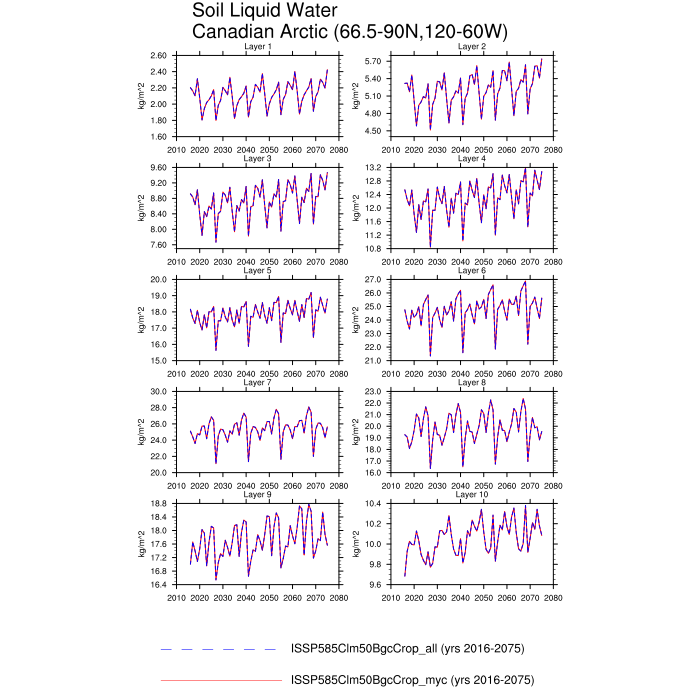 Soil Liquid Water
Canadian Arctic (66.5-90N,120-60W)
Layer 1
kg/m^2
2.60
2.40
2.20
2.00
1.80
1.60
2010 2020 2030 2040 2050 2060 2070 2080
Layer 2
kg/m^2
5.70
5.40
5.10
4.80
4.50
2010 2020 2030 2040 2050 2060 2070 2080
Layer 3
kg/m^2
9.60
9.20
8.80
8.40
8.00
7.60
2010 2020 2030 2040 2050 2060 2070 2080
Layer 4
kg/m^2
13.2
12.8
12.4
12.0
11.6
11.2
10.8
2010 2020 2030 2040 2050 2060 2070 2080
Layer 5
kg/m^2
20.0
19.0
18.0
17.0
16.0
15.0
2010 2020 2030 2040 2050 2060 2070 2080
Layer 6
kg/m^2
27.0
26.0
25.0
24.0
23.0
22.0
21.0
2010 2020 2030 2040 2050 2060 2070 2080
Layer 7
kg/m^2
30.0
28.0
26.0
24.0
22.0
20.0
2010 2020 2030 2040 2050 2060 2070 2080
Layer 8
kg/m^2
23.0
22.0
21.0
20.0
19.0
18.0
17.0
16.0
2010 2020 2030 2040 2050 2060 2070 2080
Layer 9
kg/m^2
18.8
18.4
18.0
17.6
17.2
16.8
16.4
2010 2020 2030 2040 2050 2060 2070 2080
Layer 10
kg/m^2
10.4
10.2
10.0
9.8
9.6
2010 2020 2030 2040 2050 2060 2070 2080
ISSP585Clm50BgcCrop_all (yrs 2016-2075)
ISSP585Clm50BgcCrop_myc (yrs 2016-2075)